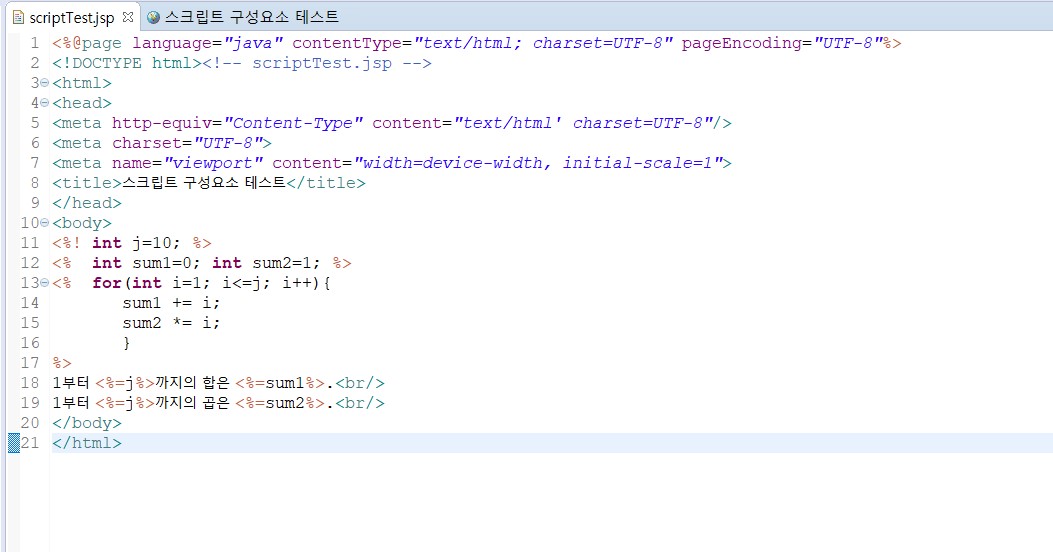 scriptTest.jsp 스크립트 구성요소 테스트
1 <%@page language="java" contentType="text/html; charset=UTF-8" pageEncoding="UTF-8"%>
2 <!DOCTYPE html><!-- scriptTest.jsp -->
3 <html>
4 <head>
5 <meta http-equiv="Content-Type" content="text/html' charset=UTF-8"/>
6 <meta charset="UTF-8">
7 <meta name="viewport" content="width=device-width, initial-scale=1">
8 <title>스크립트 구성요소 테스트</title>
9 </head>
10 <body>
11 <%! int j=10; %>
12 <%  int sum1=0; int sum2=1; %>
13 <%  for(int i=1; i<=j; i++){
14        sum1 += i;
15        sum2 *= i;
16        }
17 %>
18 1부터 <%=j%>까지의 합은 <%=sum1%>.<br/>
19 1부터 <%=j%>까지의 곱은 <%=sum2%>.<br/>
20 </body>
21 </html>